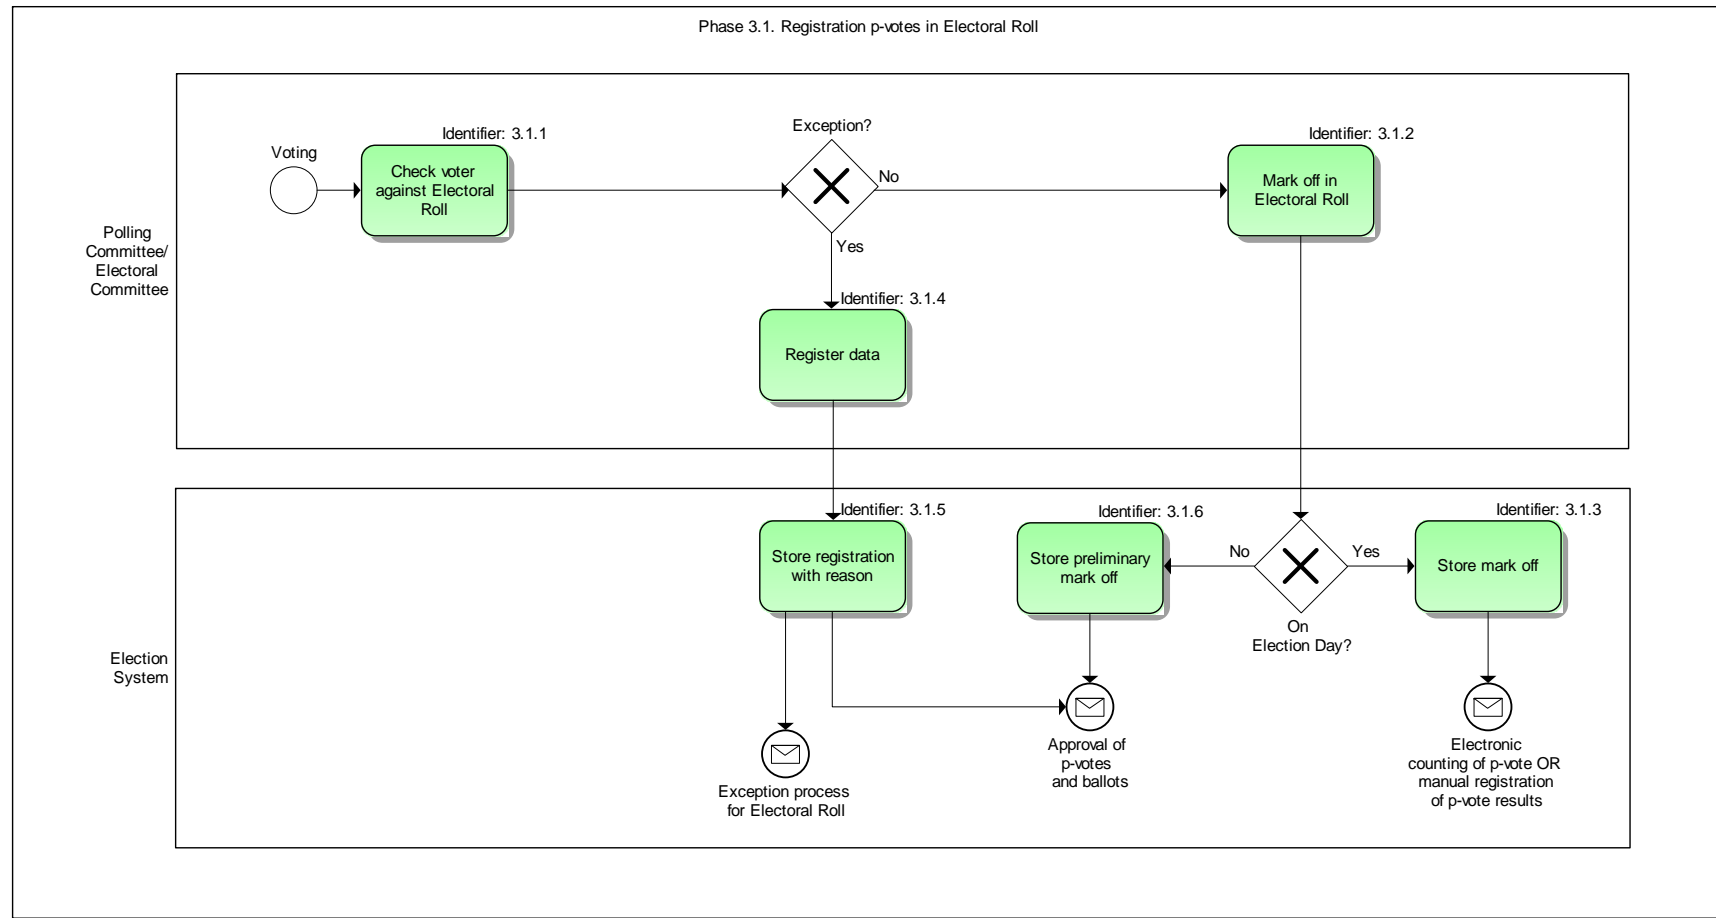 Phase 3.1. Registration p-votes in Electoral Roll
Polling
Committee/
Electoral
Committee
Voting
Identifier: 3.1.1
Check voter
against Electoral
Roll
Exception?
No
Yes
Identifier: 3.1.2
Mark off in
Electoral Roll
Identifier: 3.1.4
Register data
Election
System
Identifier: 3.1.5
Store registration
with reason
Identifier: 3.1.6
Store preliminary
mark off
No
Yes
On
Election Day?
Identifier: 3.1.3
Store mark off
Exception process
for Electoral Roll
Approval of
p-votes
and ballots
Electronic
counting of p-vote OR
manual registration
of p-vote results